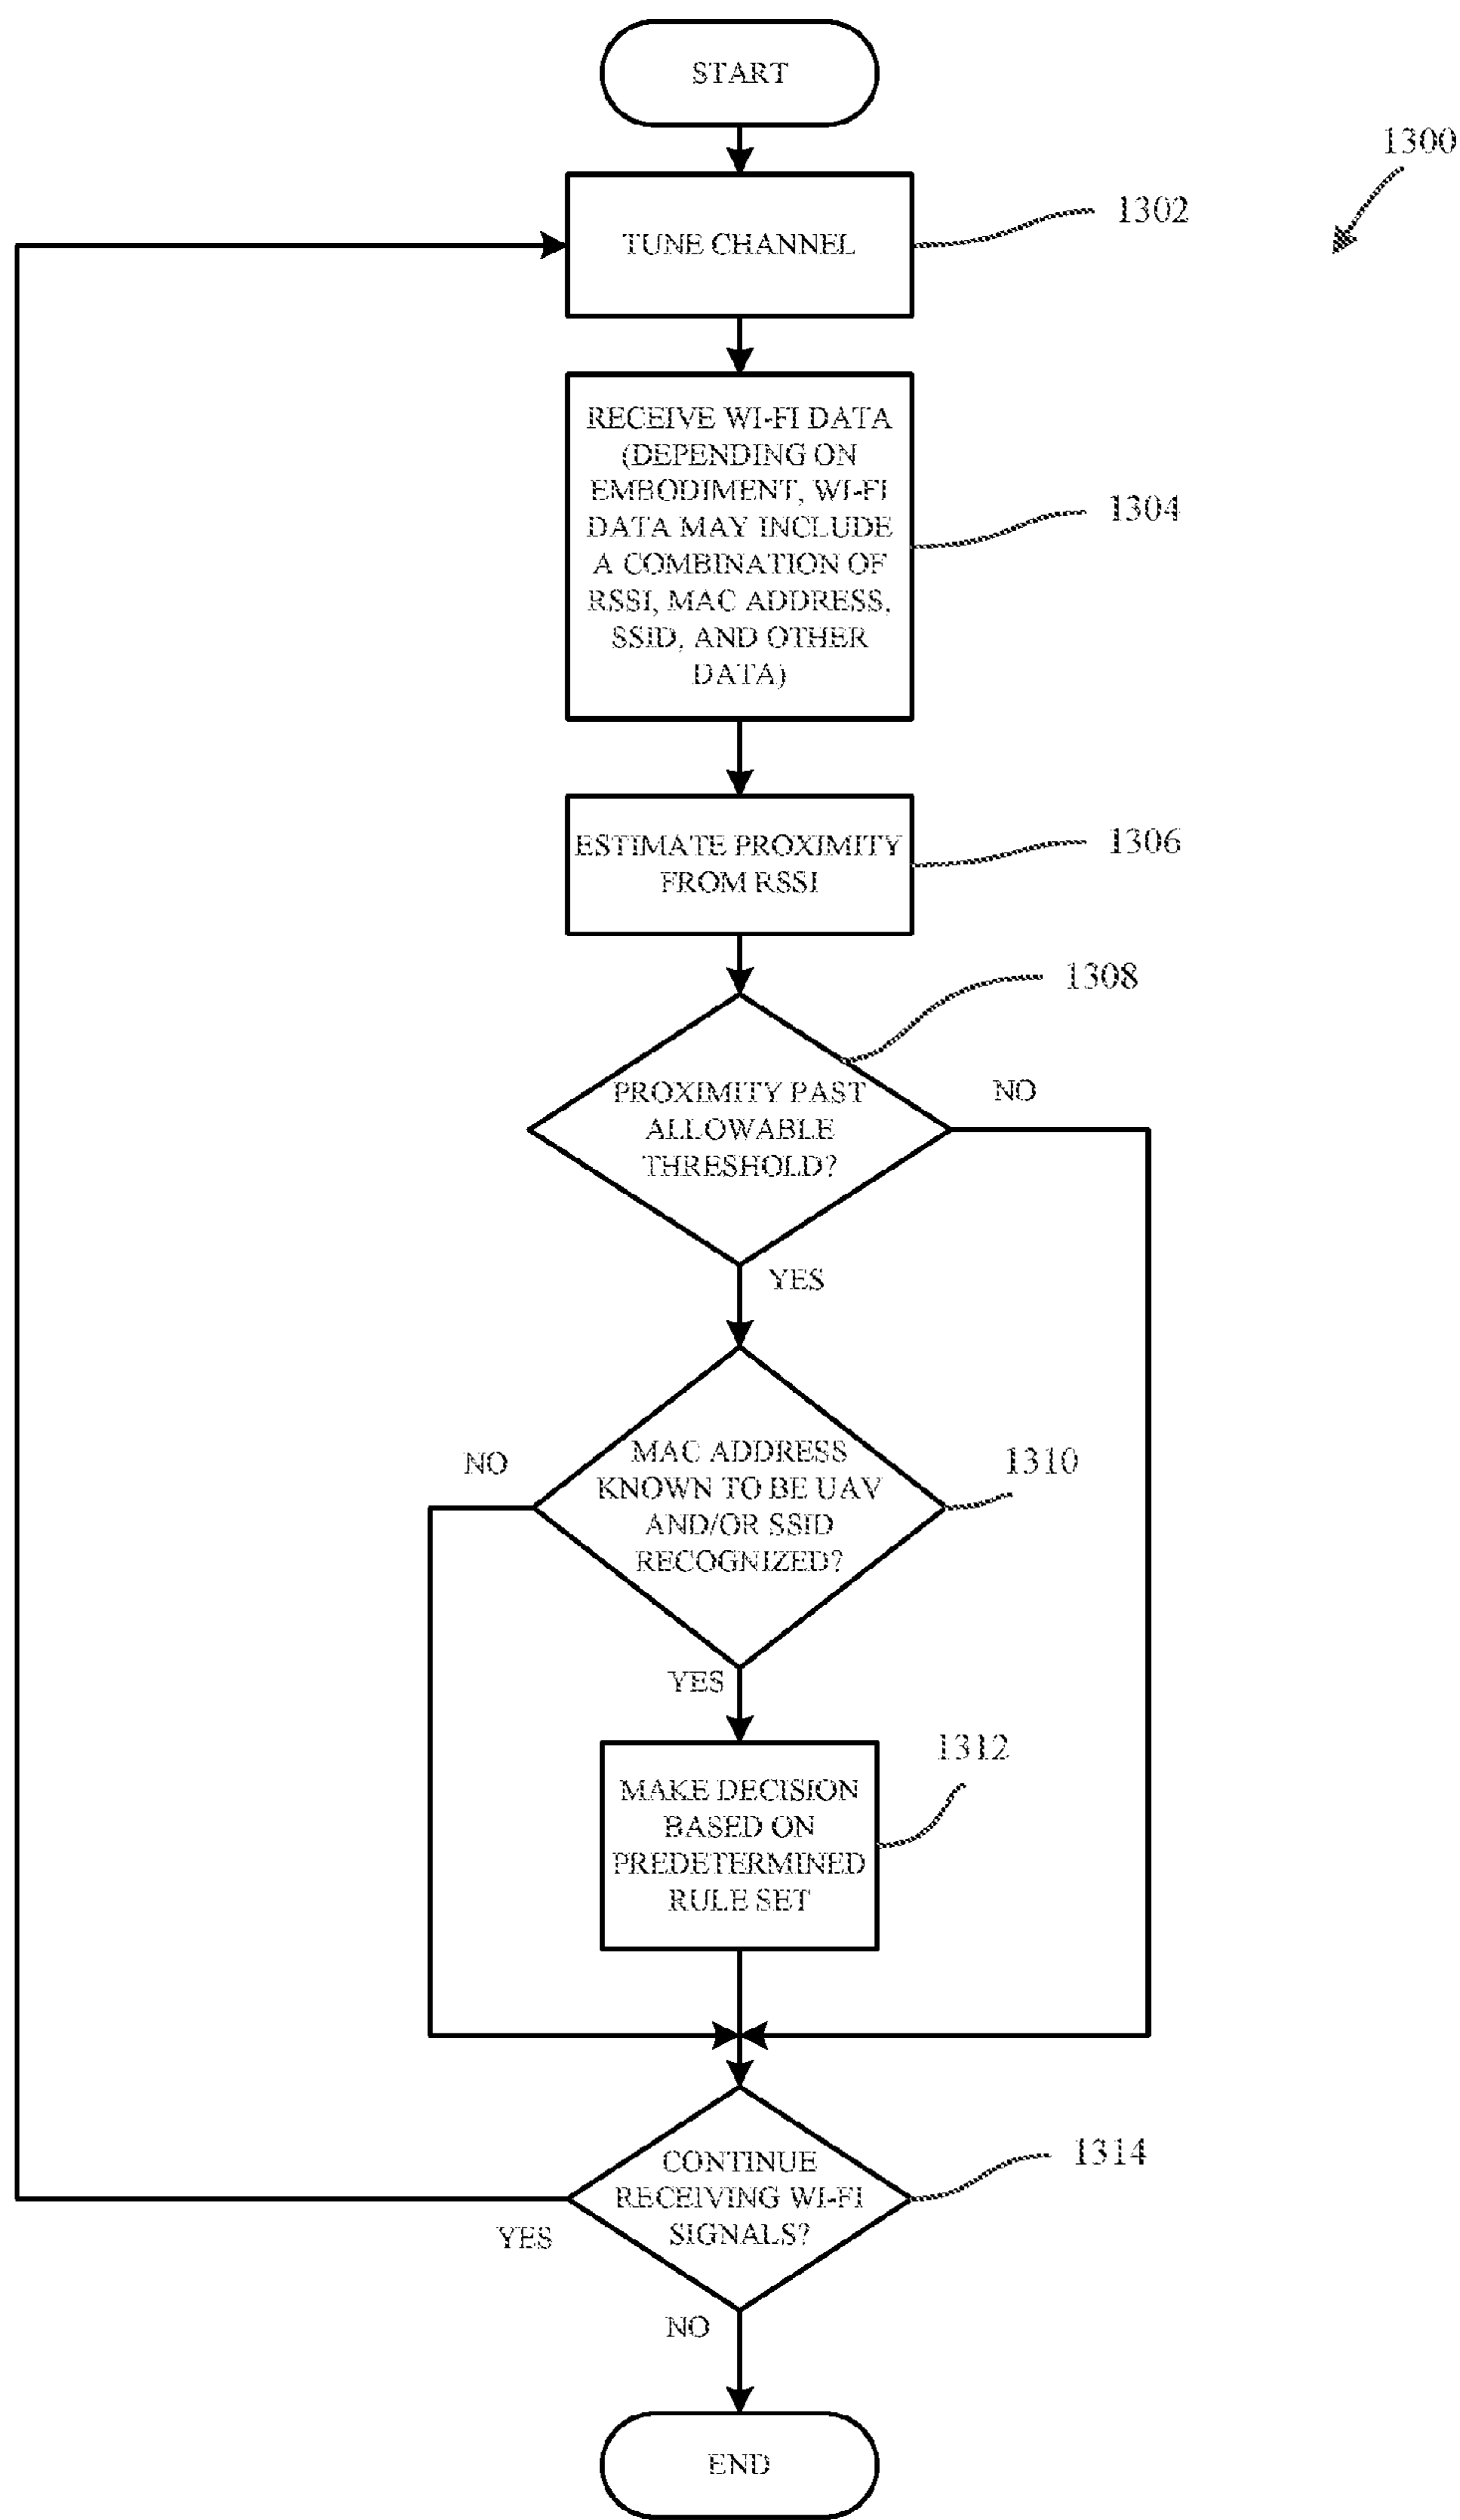 START
1300
1302
TUNE CHANNEL
RECEIVE WI-FI DATA
(DEPENDING ON
EMBODIMENT, WI-FI
DATA MAY INCLUDE
A COMBINATION OF
RSSI, MAC ADDRESS,
SSID, AND OTHER
DATA)
1304
ESTIMATE PROXIMITY
FROM RSSI
1306
1308
PROXIMITY PAST
ALLOWABLE
THRESHOLD?
NO
YES
MAC ADDRESS
KNOWN TO BE UAV
AND/OR SSID
RECOGNIZED?
NO
1310
YES
1312
MAKE DECISION
BASED ON
PREDETERMINED
RULE SET
CONTINUE
RECEIVING WI-FI
SIGNALS?
1314
YES
NO
END